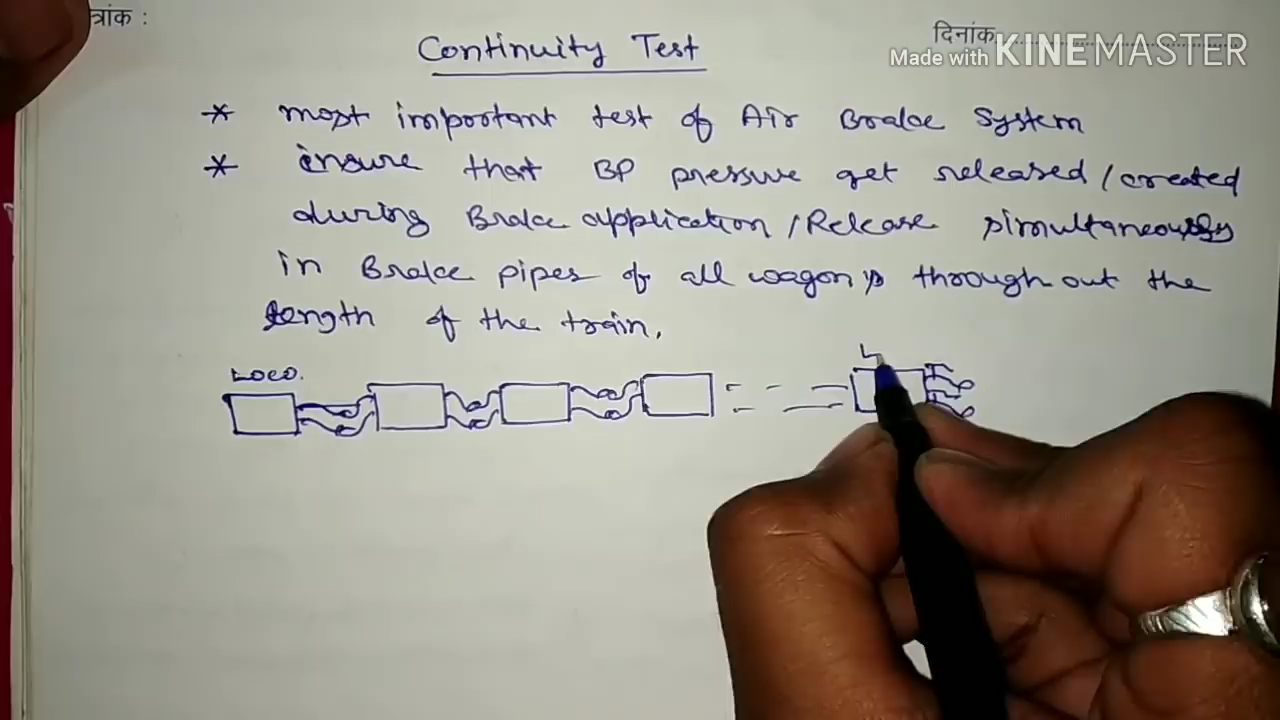 त्रांक :
दिनांक
Made with KINEMASTER
Continuity Test
* most important test of Air Brake System
* ensure that BP pressure get released / created
during Brake application / Release simultaneously
in Brake pipes of all wagons through out the
length of the train.
LOCO.